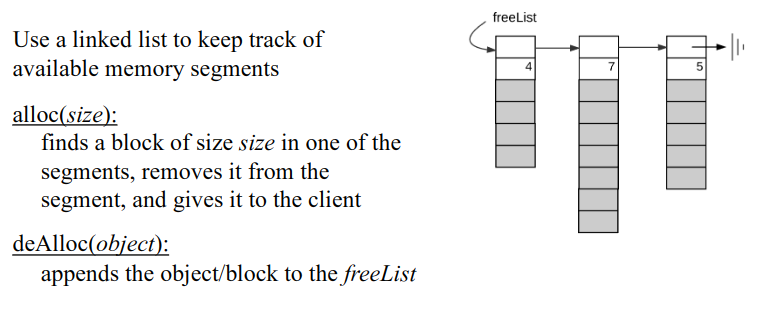 Use a linked list to keep track of
available memory segments
alloc(size):
finds a block of size size in one of the
segments, removes it from the
segment, and gives it to the client
deAlloc(object):
appends the object/block to the freeList
freeList
4
7
5